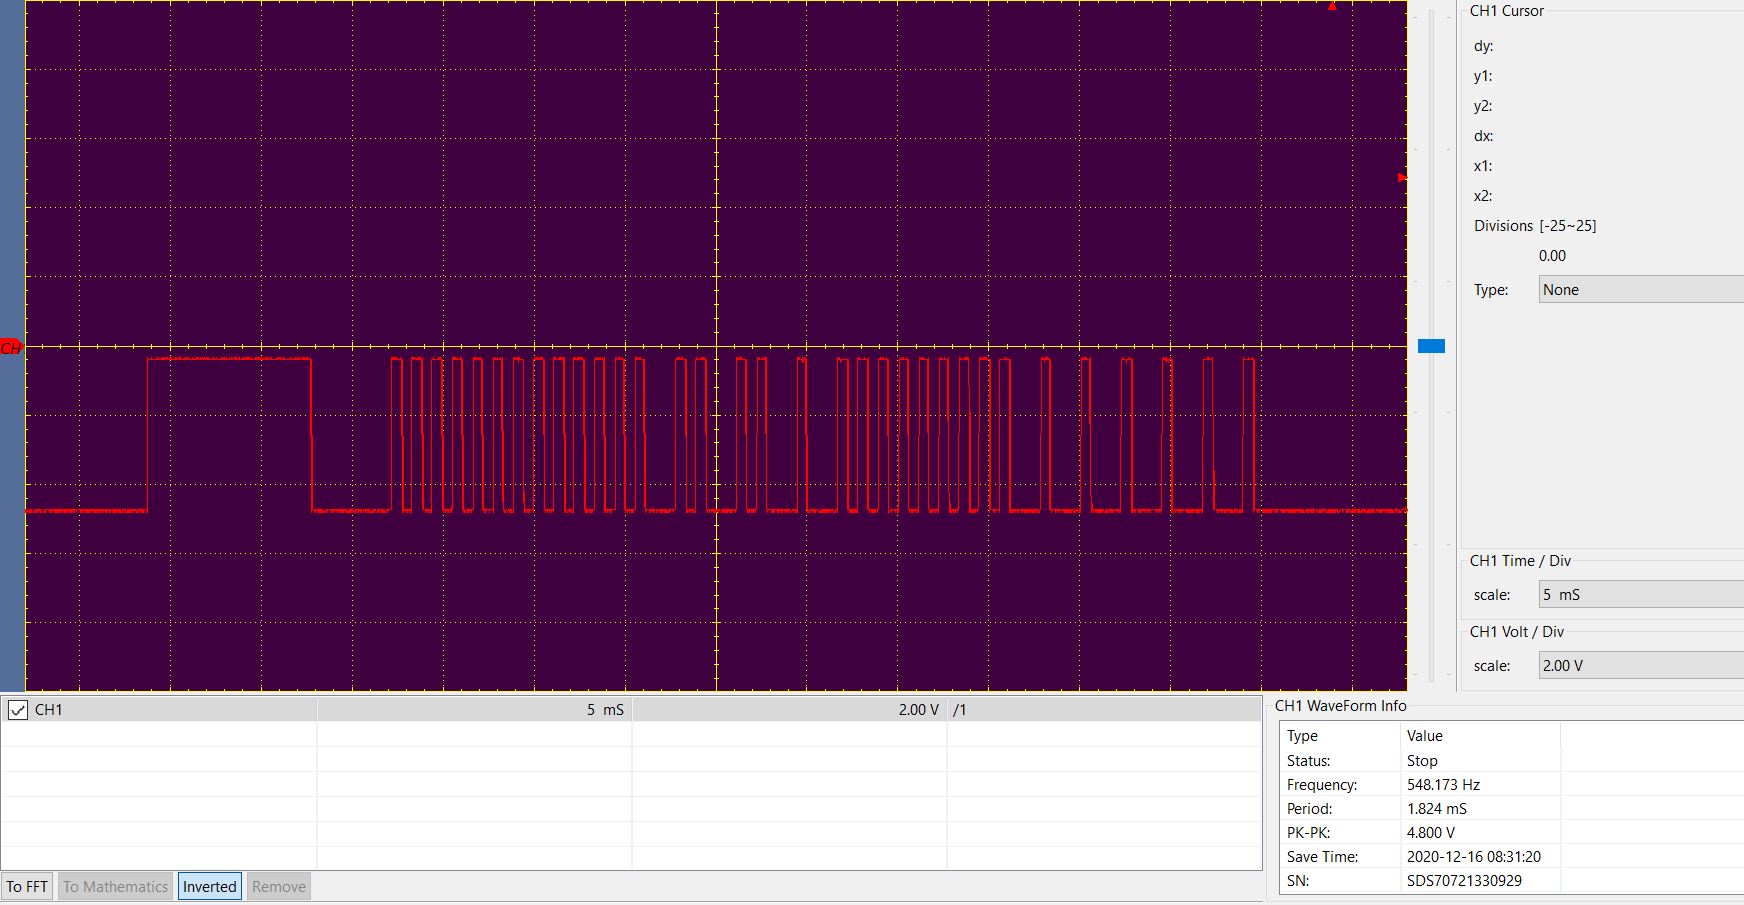 CH1 Cursor
dy:
y1:
y2:
dx:
x1:
x2:
Divisions [-25~25]
0.00
Type: None
CH
CH1 Time / Div
scale: 5 mS
CH1 Volt / Div
scale: 2.00 V
CH1 5 mS 2.00 V /1
To FFT To Mathematics Inverted Remove
CH1 WaveForm Info
Type Value
Status: Stop
Frequency: 548.173 Hz
Period: 1.824 mS
PK-PK: 4.800 V
Save Time: 2020-12-16 08:31:20
SN: SDS70721330929